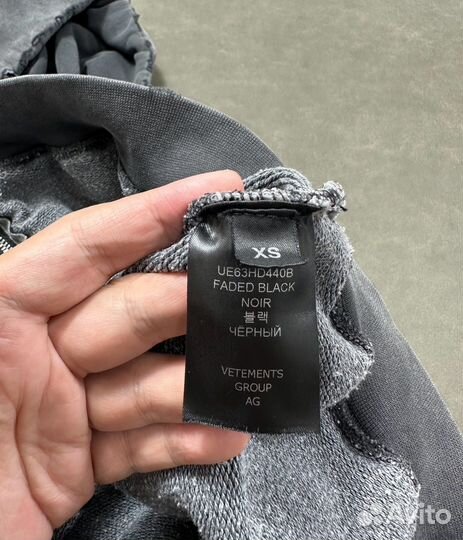 XS
UE63HD440B
FADED BLACK
NOIR
블랙
ЧЁРНЫЙ
VETEMENTS
GROUP
AG
Avito